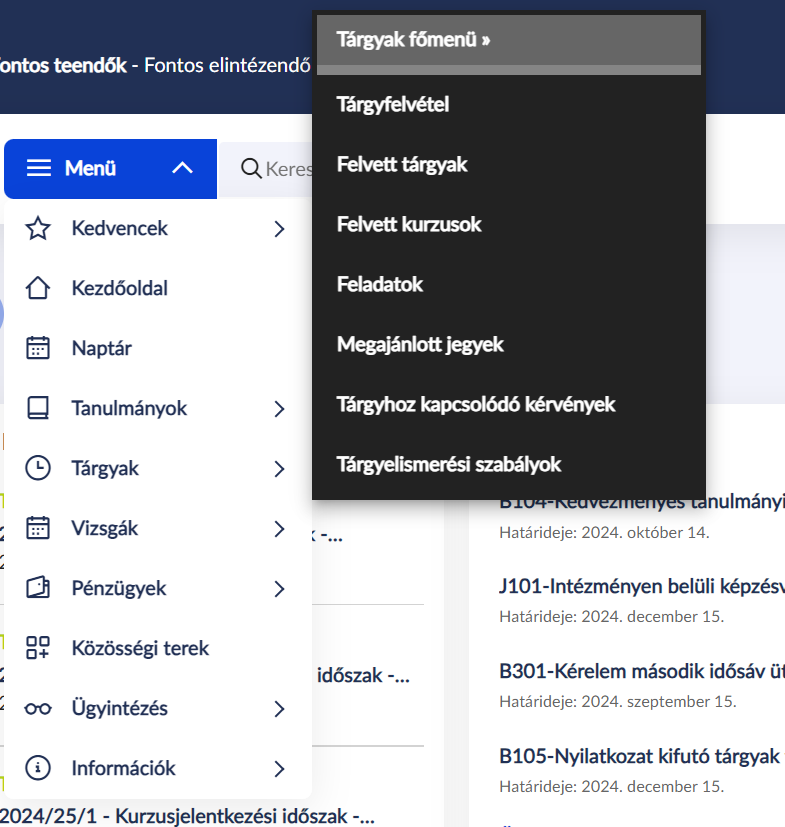 Tárgyak főmenü »
ontos teendők - Fontos elintézendő
Tárgyfelvétel
Felvett tárgyak
Felvett kurzusok
Feladatok
Megajánlott jegyek
Tárgyhoz kapcsolódó kérvények
Tárgyelismerési szabályok
Menü
Keres
Kedvencek
Kezdőoldal
Naptár
Tanulmányok
Tárgyak
Vizsgák
Pénzügyek
Közösségi terek
Ügyintézés
Információk
k -...
időszak -...
2024/25/1 - Kurzusjelentkezési időszak -...
B104-Kedvezményes tanulmányi
Határideje: 2024. október 14.
J101-Intézményen belüli képzésv
Határideje: 2024. december 15.
B301-Kérelem második idősáv üt
Határideje: 2024. szeptember 15.
B105-Nyilatkozat kifutó tárgyak
Határideje: 2024. december 15.